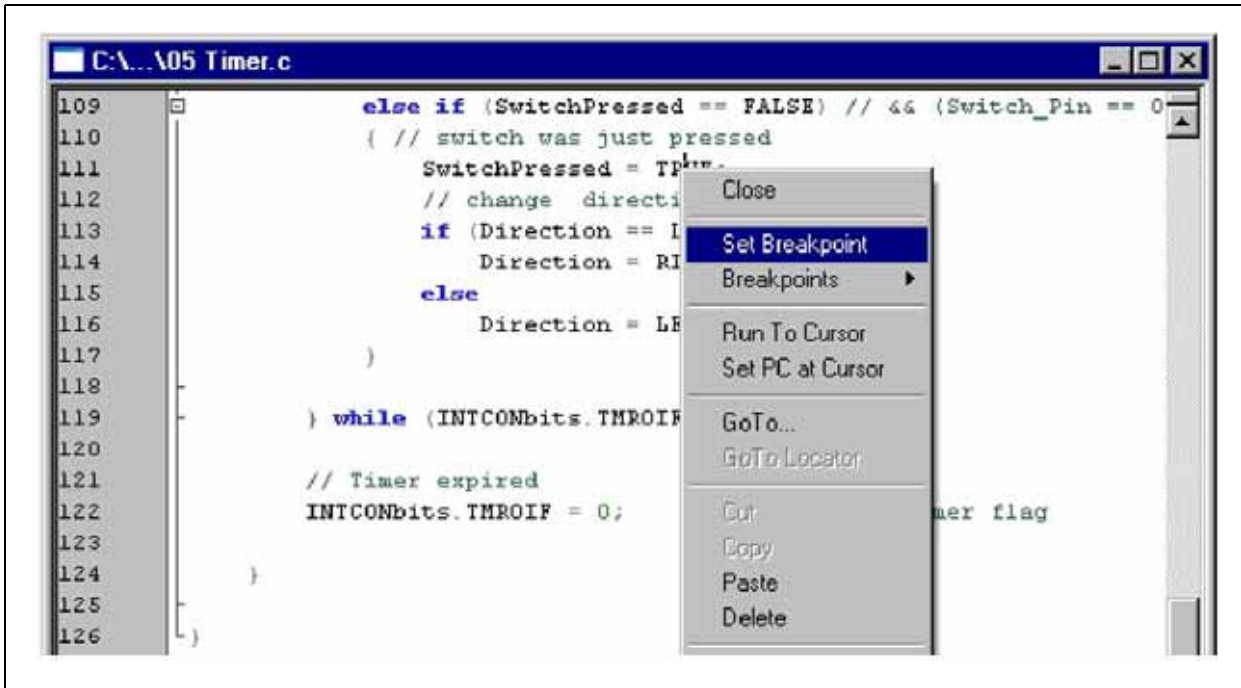 C:\...\05 Timer.c
109 else if (SwitchPressed == FALSE) // && (Switch_Pin == 0
110 { // switch was just pressed
111 SwitchPressed = TRUE;
112 // change directi
113 if (Direction == L
114 Direction = RI
115 else
116 Direction = LE
117 }
118
119 } while (INTCONbits.TMR0IF
120
121 // Timer expired
122 INTCONbits.TMR0IF = 0; mer flag
123
124 }
125
126 }
Close
Set Breakpoint
Breakpoints
Run To Cursor
Set PC at Cursor
GoTo...
GoTo Locator
Cut
Copy
Paste
Delete